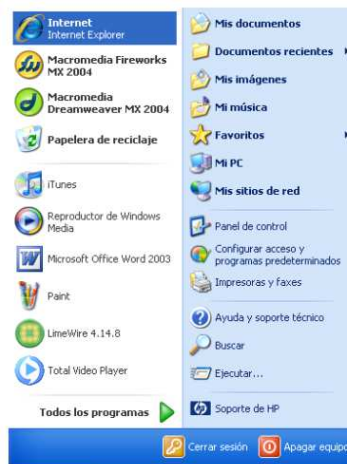 Internet
Internet Explorer
Macromedia Fireworks
MX 2004
Macromedia
Dreamweaver MX 2004
Papelera de reciclaje
iTunes
Reproductor de Windows
Media
Microsoft Office Word 2003
Paint
LimeWire 4.14.8
Total Video Player
Todos los programas
Mis documentos
Documentos recientes
Mis imágenes
Mi música
Favoritos
Mi PC
Mis sitios de red
Panel de control
Configurar acceso y
programas predeterminados
Impresoras y faxes
Ayuda y soporte técnico
Buscar
Ejecutar...
Soporte de HP
Cerrar sesión
Apagar equipo